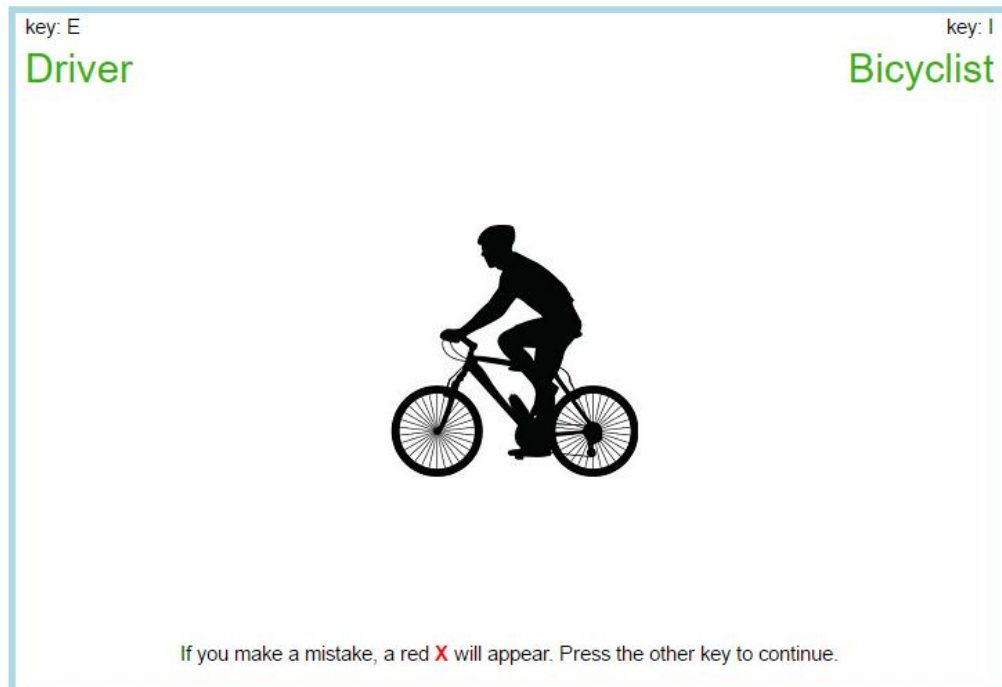 key: E
key: I
Driver
Bicyclist
If you make a mistake, a red X will appear. Press the other key to continue.